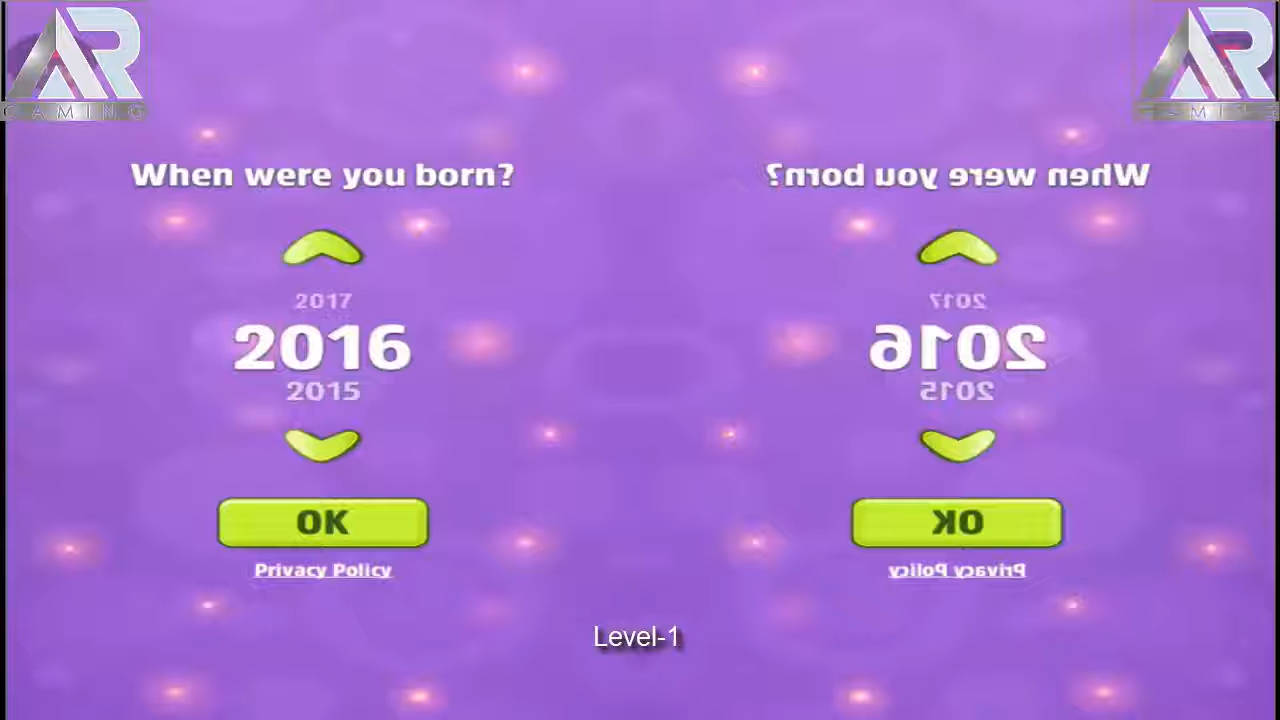 AR
GAMING
AR
GAMING
When were you born?
When were you born?
2017
2017
2016
2016
2015
2015
OK
OK
Privacy Policy
Privacy Policy
Level-1